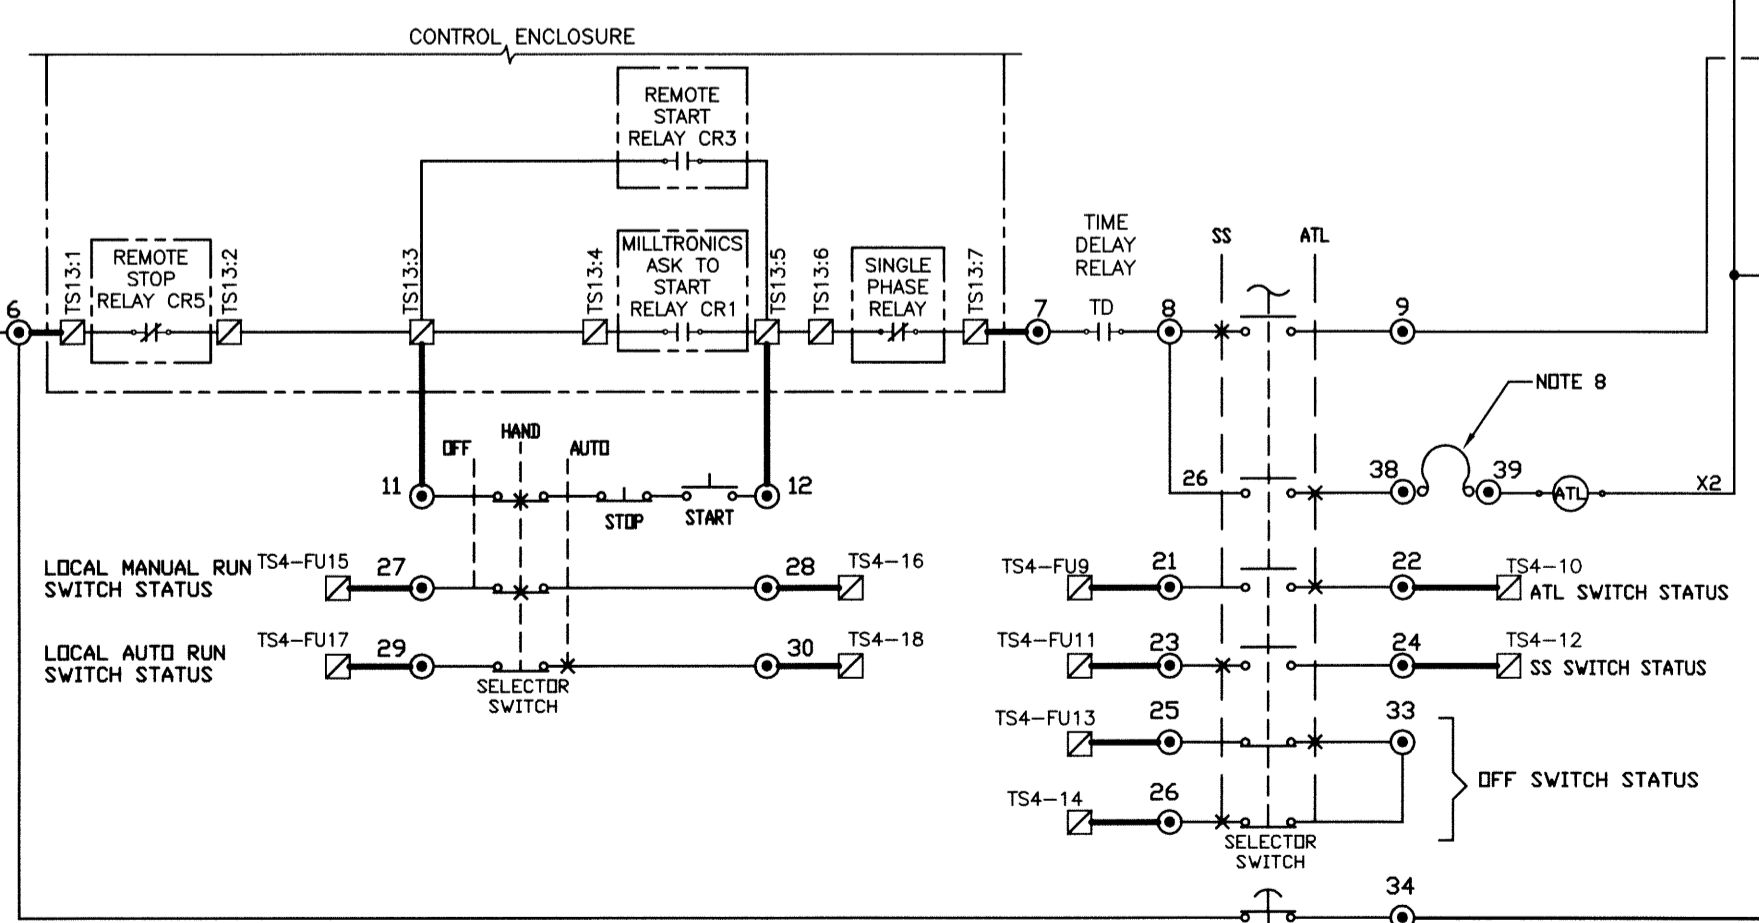 CONTROL ENCLOSURE
REMOTE
START
RELAY CR3
6
TS13:1
REMOTE
STOP
RELAY CR5
TS13:2
TS13:3
TS13:4
MILLTRONICS
ASK TO
START
RELAY CR1
TS13:5
TS13:6
SINGLE
PHASE
RELAY
TS13:7
7
TIME
DELAY
RELAY
TD
8
SS
ATL
9
NOTE 8
OFF
HAND
AUTO
11
STOP
START
12
26
38
39
ATL
X2
LOCAL MANUAL RUN
SWITCH STATUS
TS4-FU15
27
28
TS4-16
TS4-FU9
21
22
TS4-10
ATL SWITCH STATUS
LOCAL AUTO RUN
SWITCH STATUS
TS4-FU17
29
30
TS4-18
SELECTOR
SWITCH
TS4-FU11
23
24
TS4-12
SS SWITCH STATUS
TS4-FU13
25
33
TS4-14
26
OFF SWITCH STATUS
SELECTOR
SWITCH
34